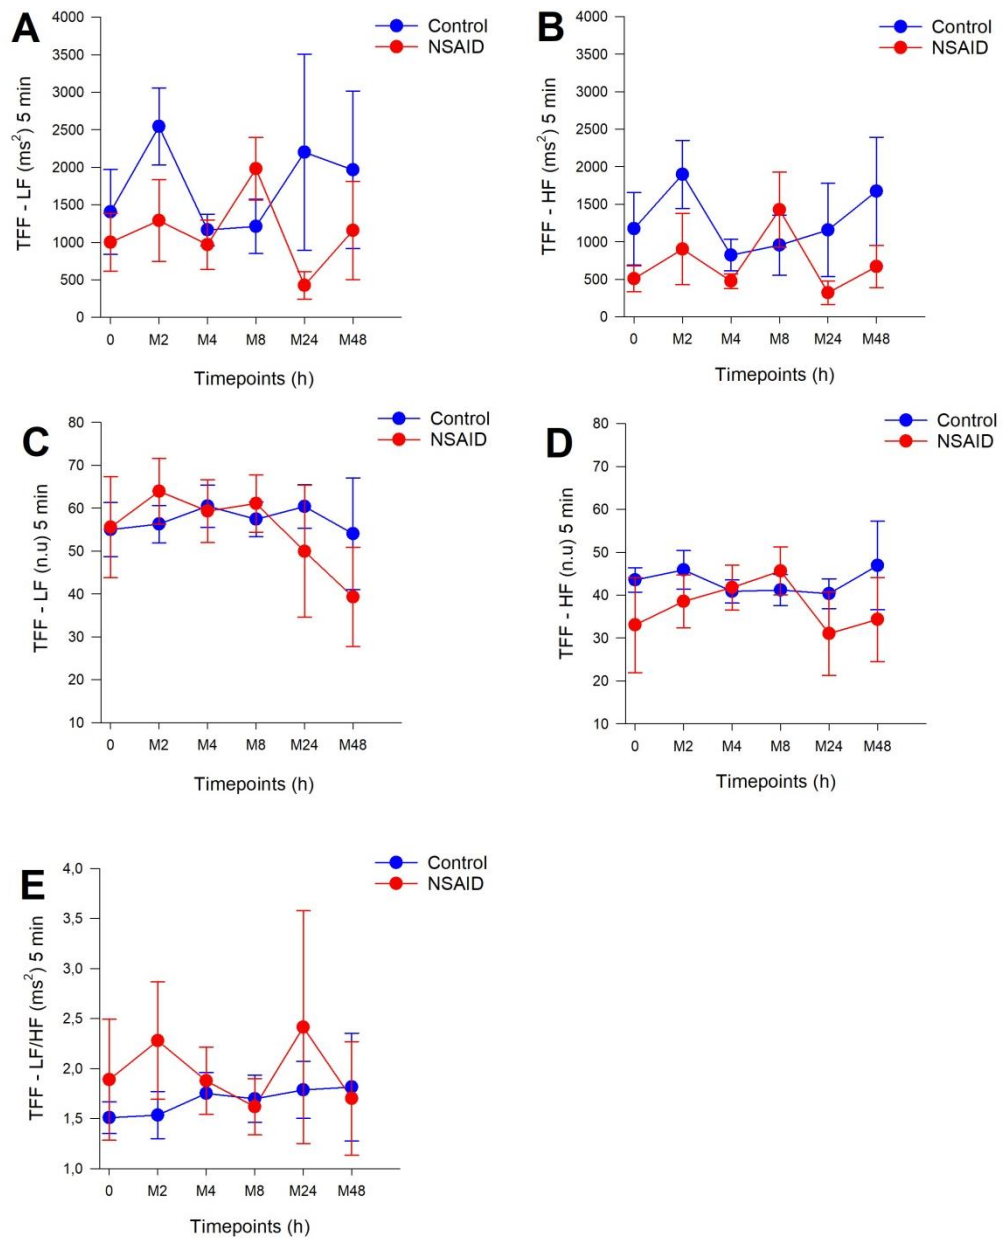 A
Control
NSAID
TFF - LF (ms²) 5 min
4000
3500
3000
2500
2000
1500
1000
500
0
0 M2 M4 M8 M24 M48
Timepoints (h)
B
Control
NSAID
TFF - HF (ms²) 5 min
4000
3500
3000
2500
2000
1500
1000
500
0
0 M2 M4 M8 M24 M48
Timepoints (h)
C
Control
NSAID
TFF - LF (n.u) 5 min
80
70
60
50
40
30
20
10
0 M2 M4 M8 M24 M48
Timepoints (h)
D
Control
NSAID
TFF - HF (n.u) 5 min
80
70
60
50
40
30
20
10
0 M2 M4 M8 M24 M48
Timepoints (h)
E
Control
NSAID
TFF - LF/HF (ms²) 5 min
4,0
3,5
3,0
2,5
2,0
1,5
1,0
0 M2 M4 M8 M24 M48
Timepoints (h)